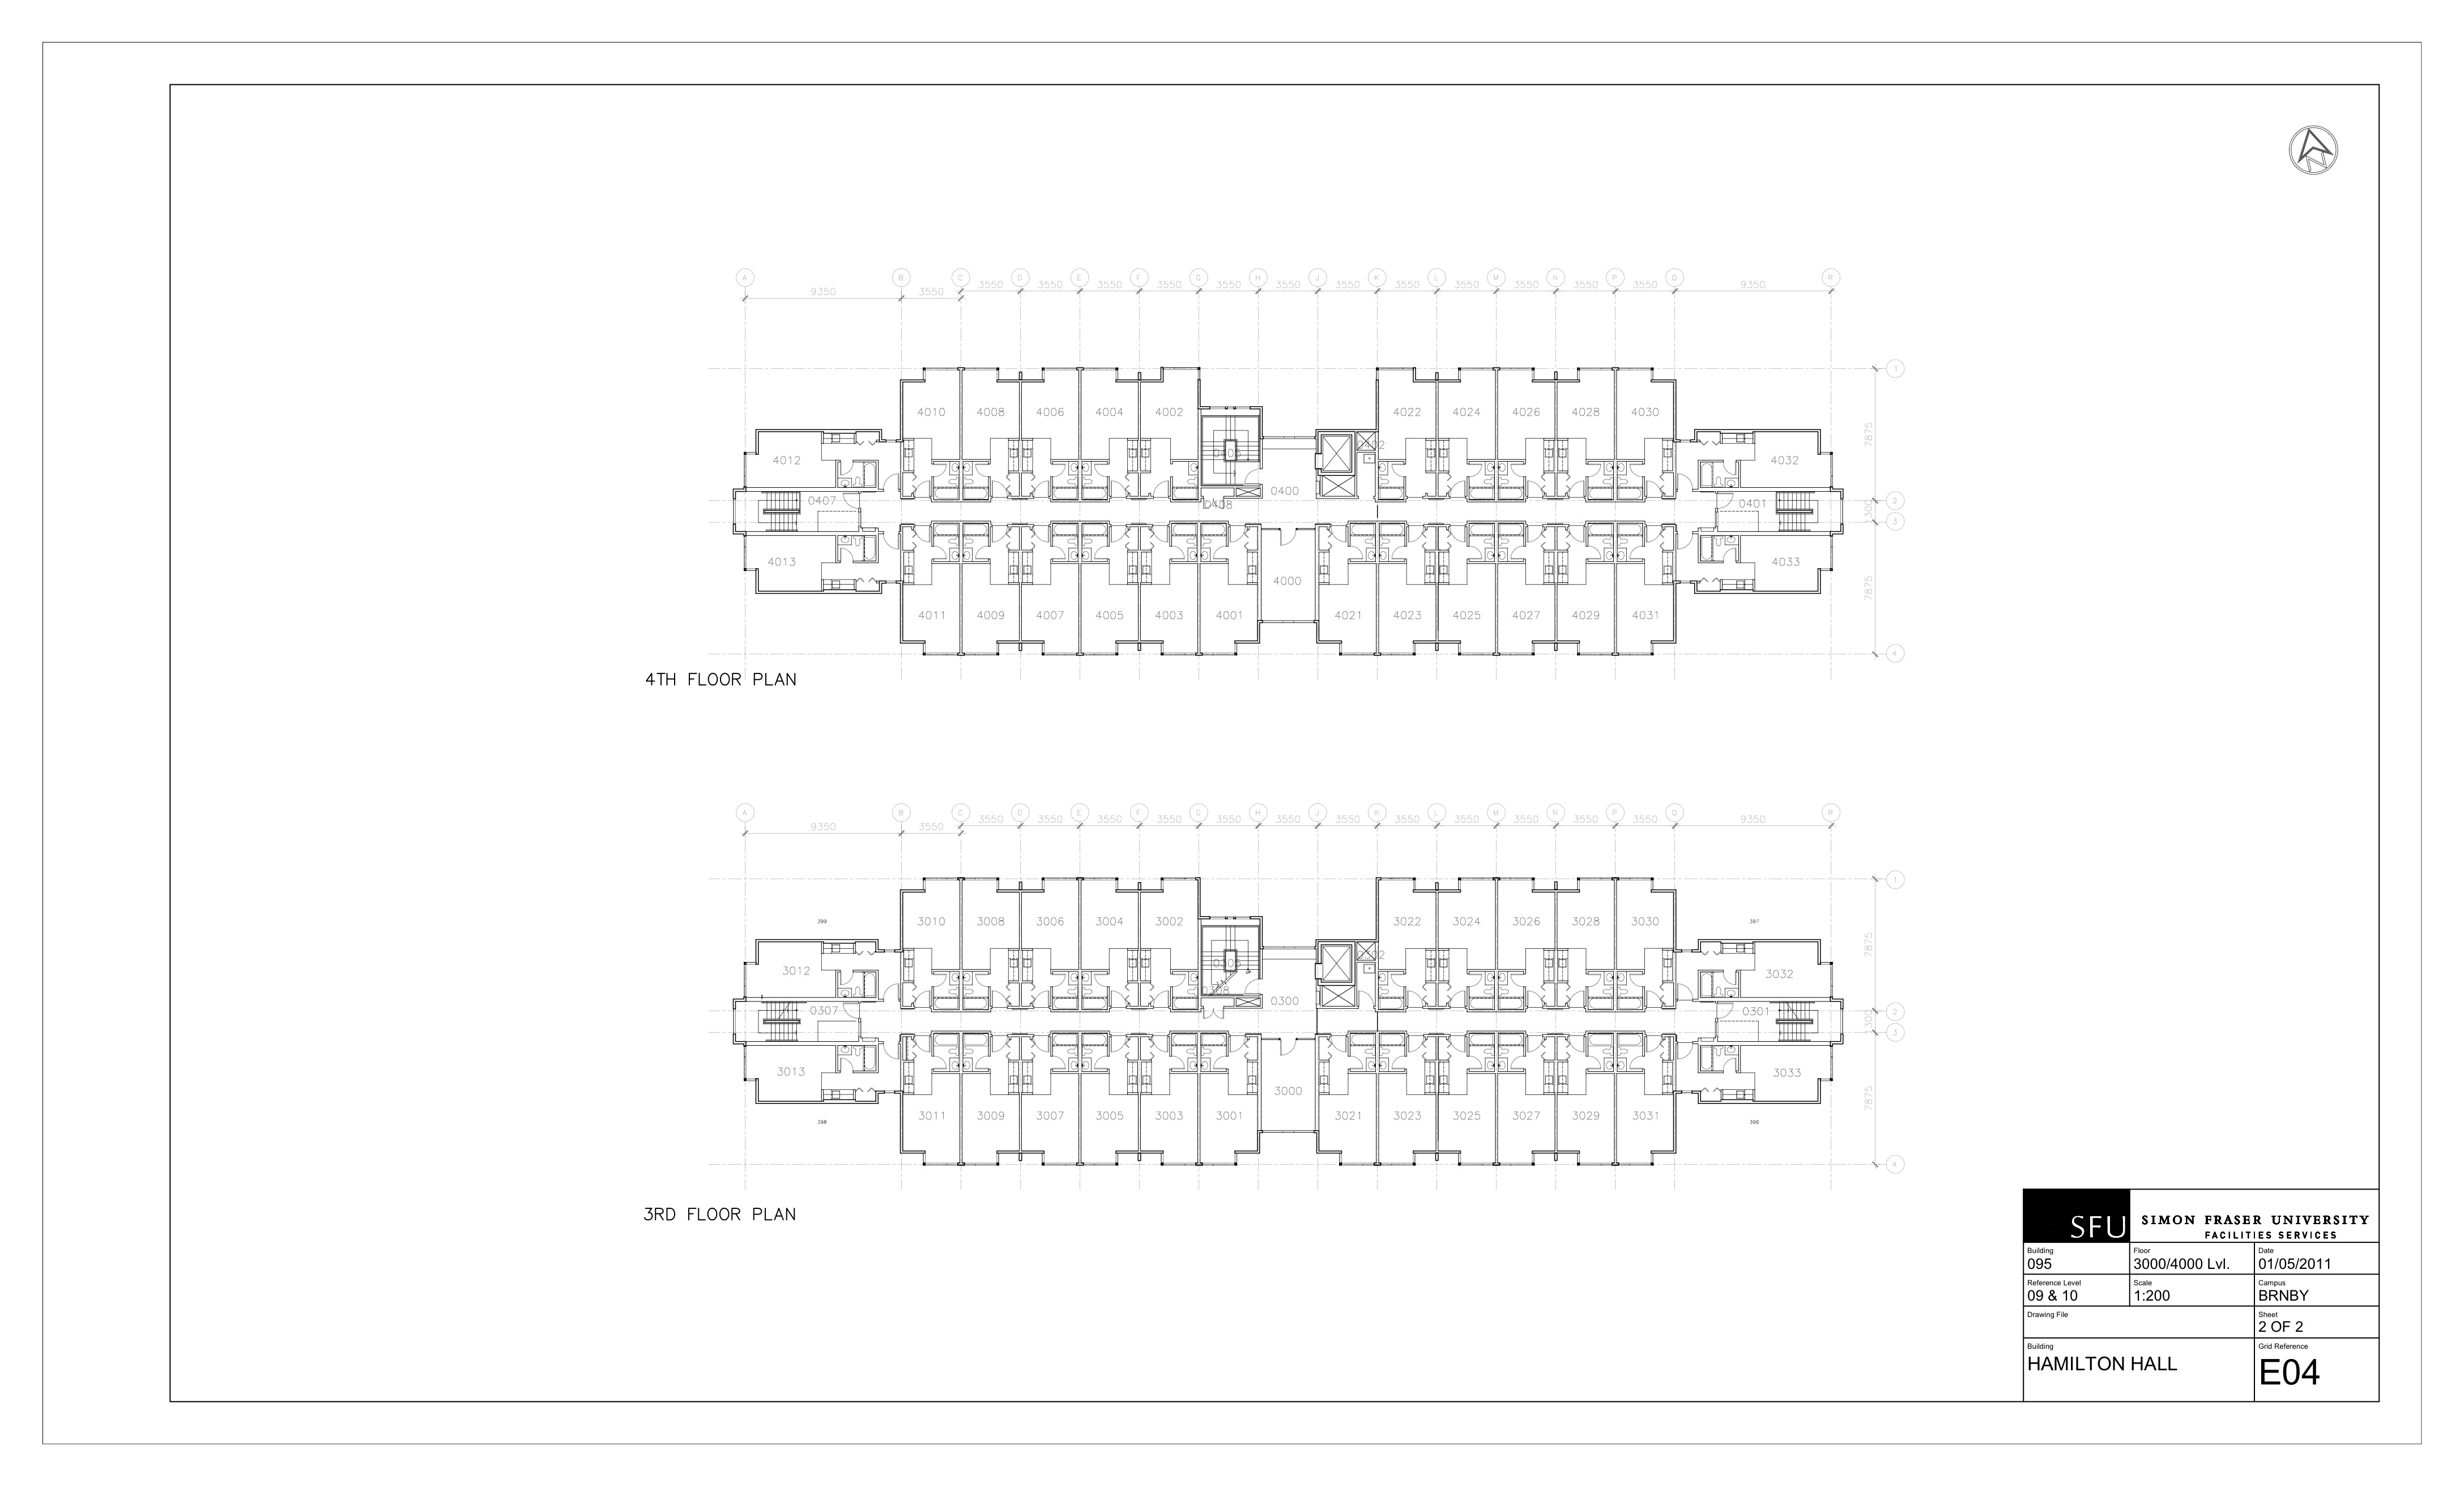 A B C D E F G H J K L M N P Q R
9350 3550 3550 3550 3550 3550 3550 3550 3550 3550 3550 3550 3550 3550 9350
1
4010 4008 4006 4004 4002 4022 4024 4026 4028 4030
7875
4012 0405 0402 4032
0407 0408 0400 0401
2
1300
3
4013 4000 4033
7875
4011 4009 4007 4005 4003 4001 4021 4023 4025 4027 4029 4031
4
4TH FLOOR PLAN
A B C D E F G H J K L M N P Q R
9350 3550 3550 3550 3550 3550 3550 3550 3550 3550 3550 3550 3550 3550 9350
1
399 3010 3008 3006 3004 3002 3022 3024 3026 3028 3030 397
7875
3012 0305 0302 3032
0307 0308 0300 0301
2
1300
3
3013 3000 3033
7875
3011 3009 3007 3005 3003 3001 3021 3023 3025 3027 3029 3031
398 396
4
3RD FLOOR PLAN
SFU SIMON FRASER UNIVERSITY
FACILITIES SERVICES
Building Floor Date
095 3000/4000 Lvl. 01/05/2011
Reference Level Scale Campus
09 & 10 1:200 BRNBY
Drawing File Sheet
2 OF 2
Building Grid Reference
HAMILTON HALL E04